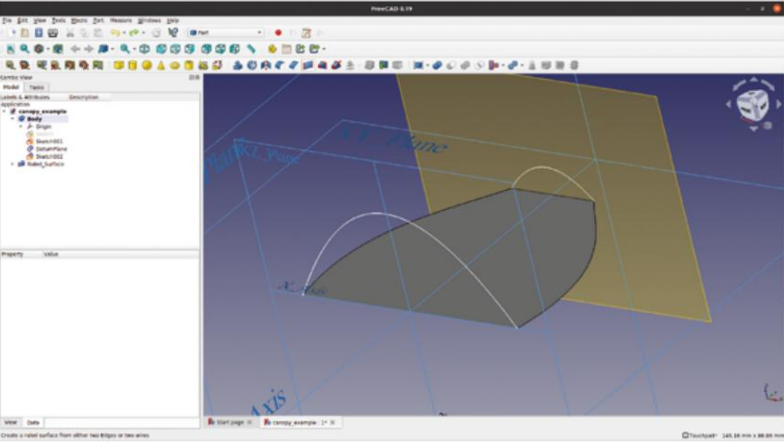 FreeCAD 0.19
File Edit View Tools Macro Part Measure Windows Help
Part
Combo View
Model Tasks
Labels & Attributes Description
Application
canopy_example
Body
Origin
Sketch001
DatumPlane
Sketch002
Ruled_Surface
Property Value
XY_Plane
X_Axis
Axis
View Data
Start page
canopy_example : 1*
Create a ruled surface from either two Edges or two wires
Touchpad